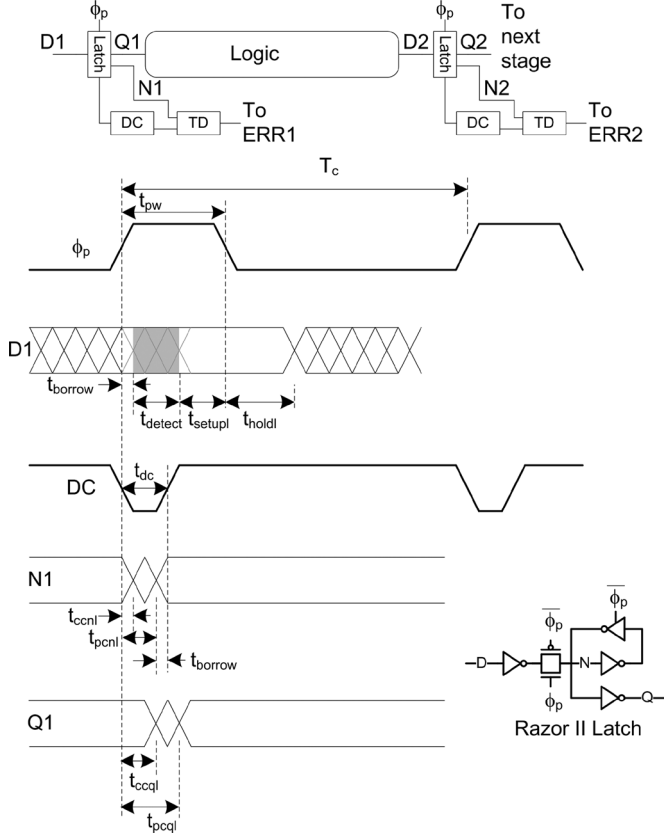 ϕp
ϕp
To next stage
D1
Latch
Q1
Logic
D2
Latch
Q2
N1
N2
DC
TD
To ERR1
DC
TD
To ERR2
Tc
tpw
ϕp
D1
tborrow
tdetect
tsetupl
tholdl
DC
tdc
N1
tccnl
tpcnl
tborrow
Q1
tccql
tpcql
ϕp
ϕp
D
N
ϕp
Q
Razor II Latch